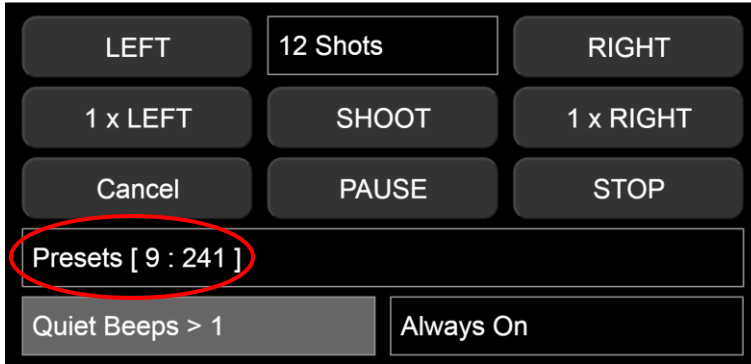 LEFT
12 Shots
RIGHT
1 x LEFT
SHOOT
1 x RIGHT
Cancel
PAUSE
STOP
Presets [ 9 : 241 ]
Quiet Beeps > 1
Always On